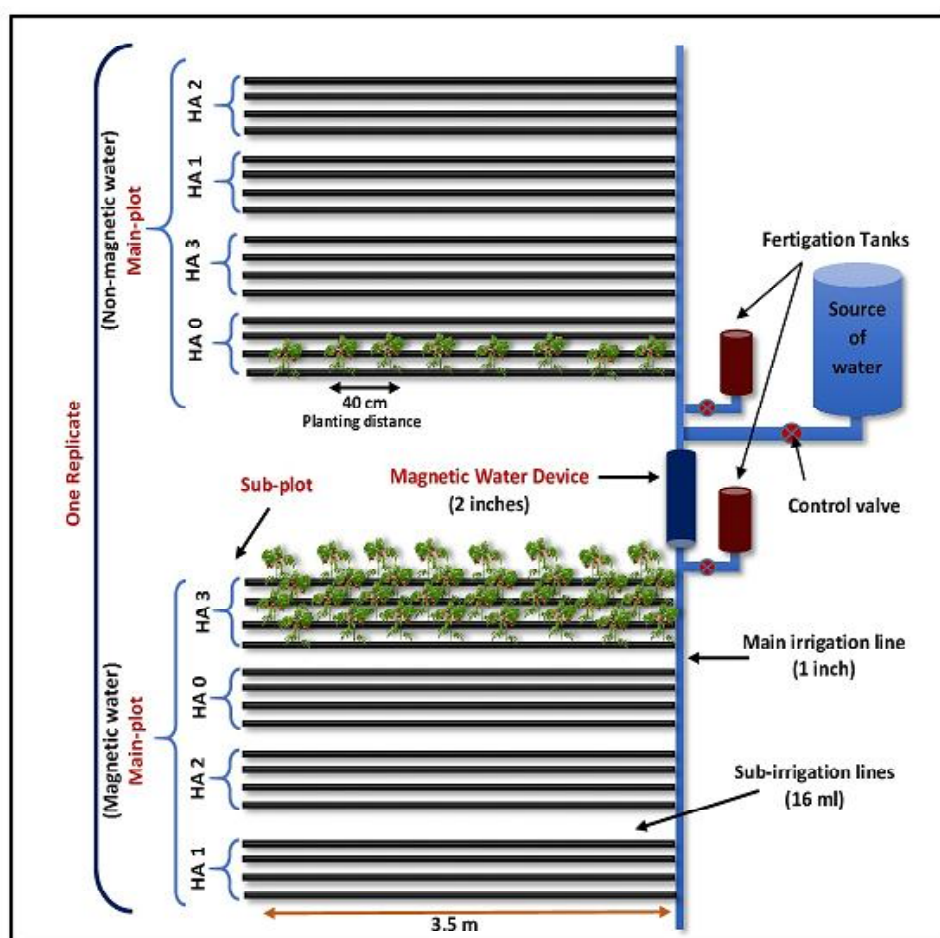 One Replicate
(Non-magnetic water)
Main-plot
HA 2
HA 1
HA 3
HA 0
40 cm
Planting distance
Fertigation Tanks
Source
of
water
Magnetic Water Device
(2 inches)
Control valve
Sub-plot
(Magnetic water)
Main-plot
HA 3
HA 0
HA 2
HA 1
Main irrigation line
(1 inch)
Sub-irrigation lines
(16 ml)
3.5 m